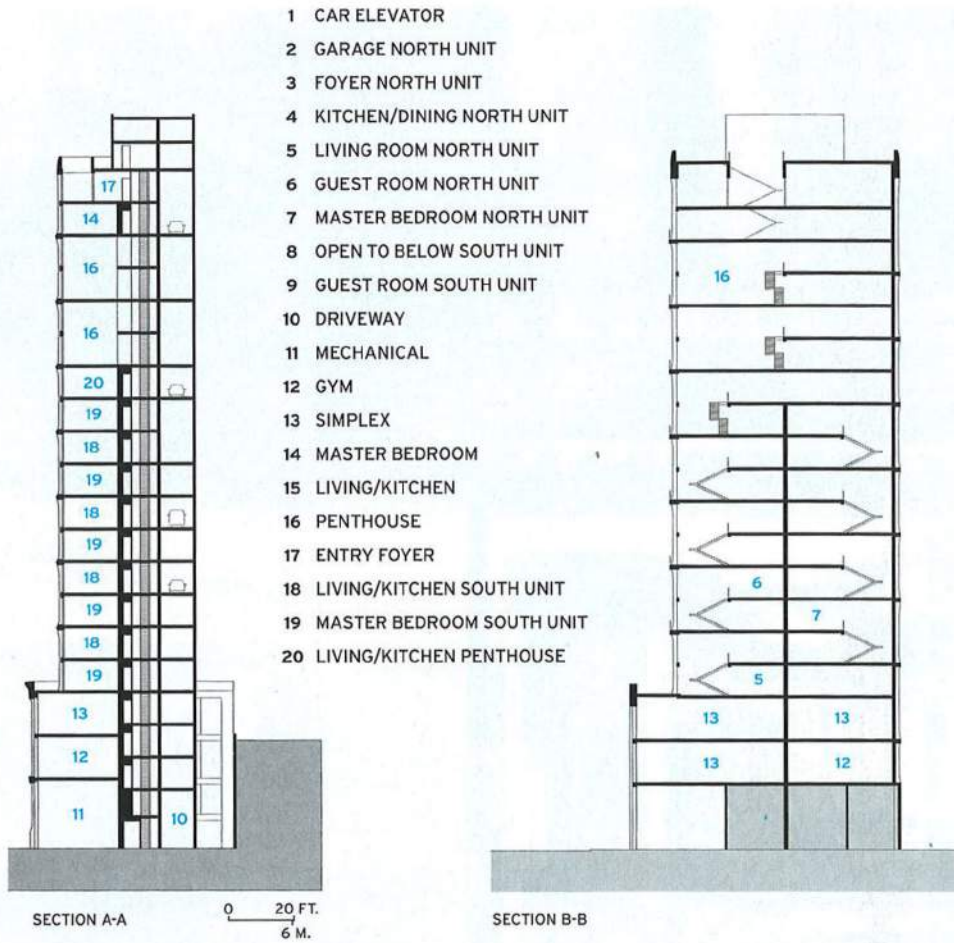 1 CAR ELEVATOR
2 GARAGE NORTH UNIT
3 FOYER NORTH UNIT
4 KITCHEN/DINING NORTH UNIT
5 LIVING ROOM NORTH UNIT
6 GUEST ROOM NORTH UNIT
7 MASTER BEDROOM NORTH UNIT
8 OPEN TO BELOW SOUTH UNIT
9 GUEST ROOM SOUTH UNIT
10 DRIVEWAY
11 MECHANICAL
12 GYM
13 SIMPLEX
14 MASTER BEDROOM
15 LIVING/KITCHEN
16 PENTHOUSE
17 ENTRY FOYER
18 LIVING/KITCHEN SOUTH UNIT
19 MASTER BEDROOM SOUTH UNIT
20 LIVING/KITCHEN PENTHOUSE
17
14
16
16
20
19
18
19
18
19
18
19
18
19
13
12
11 10
SECTION A-A
0 20 FT.
6 M.
16
6
7
5
13 13
13 12
SECTION B-B